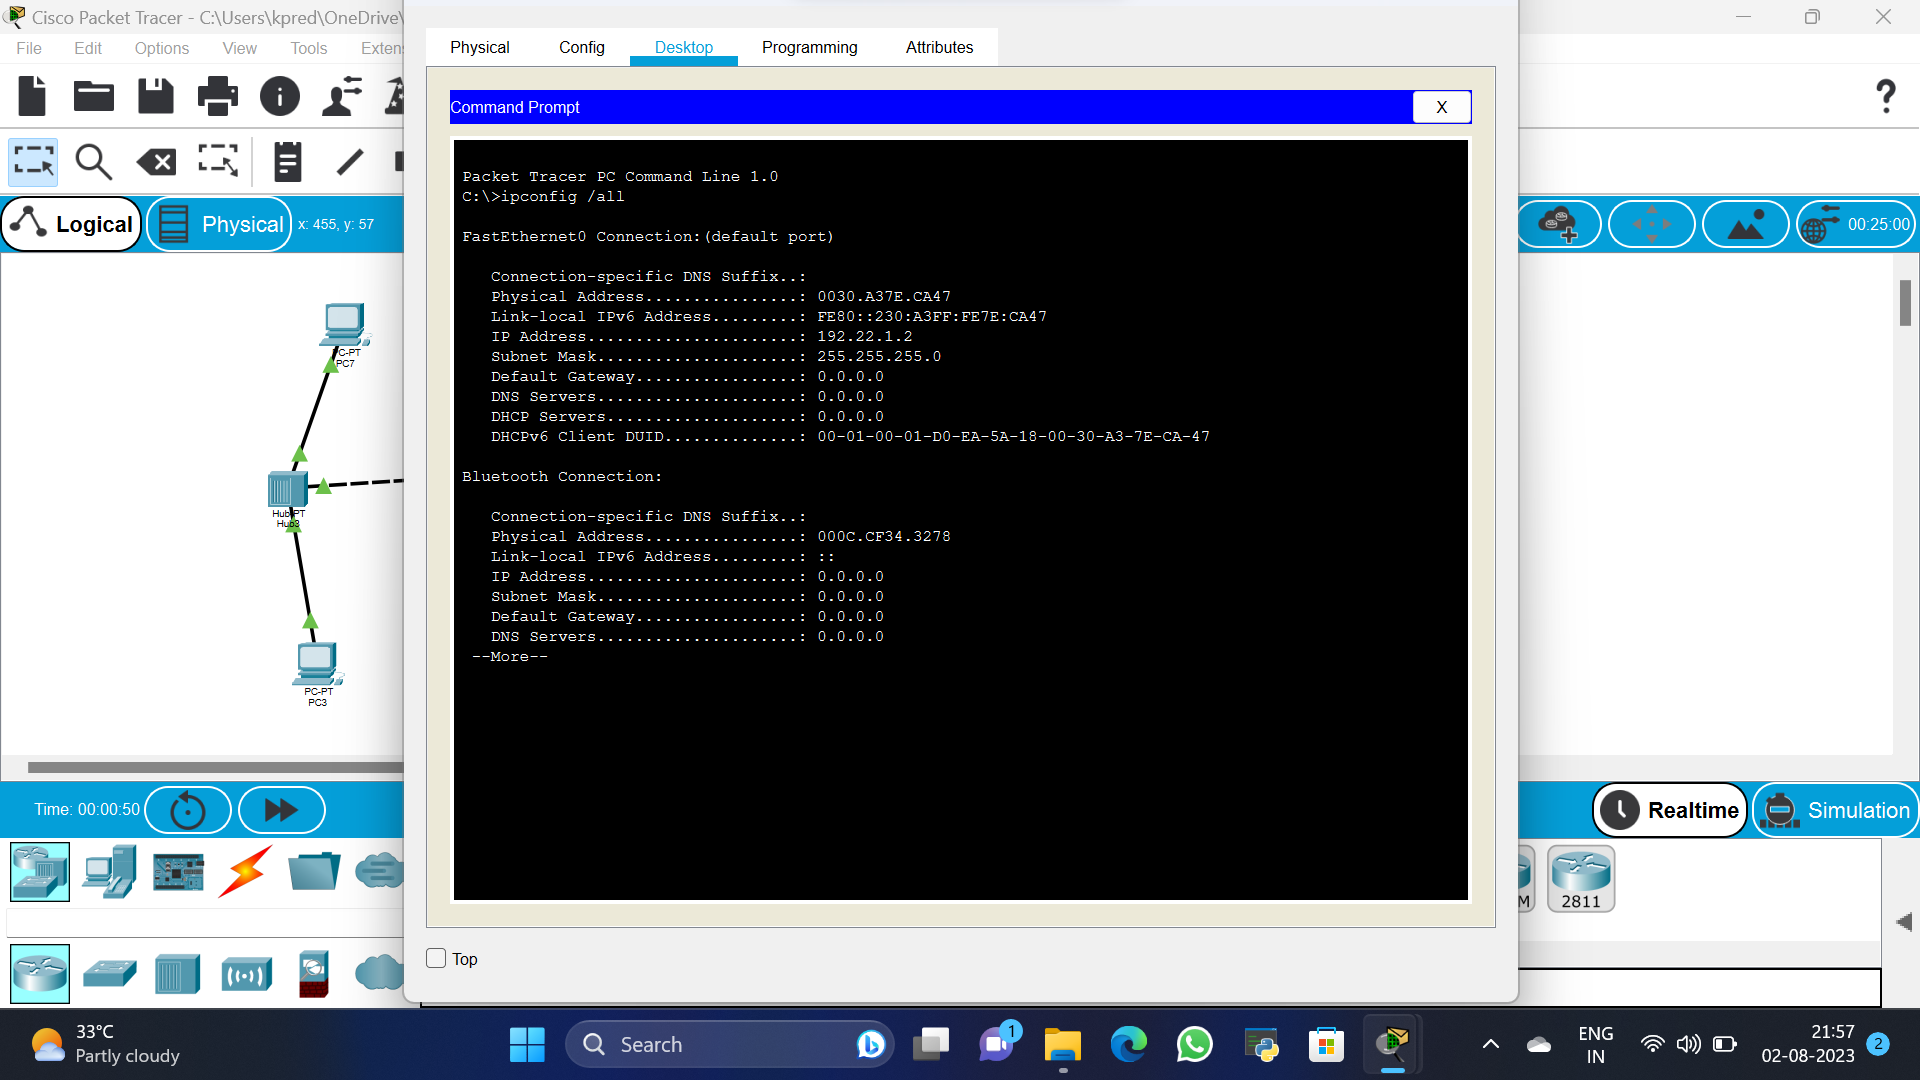 Cisco Packet Tracer - C:\Users\kpred\OneDrive\
File Edit Options View Tools Exten
Physical Config Desktop Programming Attributes
Command Prompt X
Packet Tracer PC Command Line 1.0
C:\>ipconfig /all
FastEthernet0 Connection:(default port)
Connection-specific DNS Suffix..:
Physical Address................: 0030.A37E.CA47
Link-local IPv6 Address.........: FE80::230:A3FF:FE7E:CA47
IP Address......................: 192.22.1.2
Subnet Mask.....................: 255.255.255.0
Default Gateway.................: 0.0.0.0
DNS Servers.....................: 0.0.0.0
DHCP Servers....................: 0.0.0.0
DHCPv6 Client DUID..............: 00-01-00-01-D0-EA-5A-18-00-30-A3-7E-CA-47
Bluetooth Connection:
Connection-specific DNS Suffix..:
Physical Address................: 000C.CF34.3278
Link-local IPv6 Address.........: ::
IP Address......................: 0.0.0.0
Subnet Mask.....................: 0.0.0.0
Default Gateway.................: 0.0.0.0
DNS Servers.....................: 0.0.0.0
--More--
Top
Logical Physical x: 455, y: 57
00:25:00
PC-PT
PC7
Hub-PT
Hub3
PC-PT
PC3
Time: 00:00:50
Realtime Simulation
M 2811
33°C
Partly cloudy
Search
1
ENG
IN
21:57
02-08-2023
2